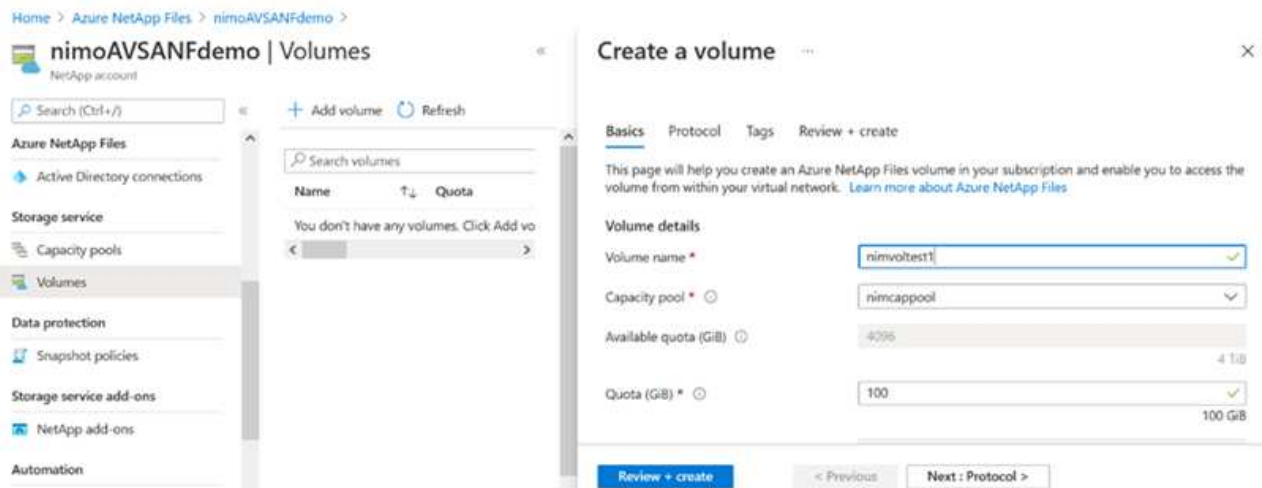 Home > Azure NetApp Files > nimoAVSANFdemo >
nimoAVSANFdemo | Volumes
NetApp account
Search (Ctrl+/)
Azure NetApp Files
Active Directory connections
Storage service
Capacity pools
Volumes
Data protection
Snapshot policies
Storage service add-ons
NetApp add-ons
Automation
Add volume Refresh
Search volumes
Name Quota
You don't have any volumes. Click Add vo
Create a volume
Basics Protocol Tags Review + create
This page will help you create an Azure NetApp Files volume in your subscription and enable you to access the
volume from within your virtual network. Learn more about Azure NetApp Files
Volume details
Volume name * nimvoltest1
Capacity pool * nimcappool
Available quota (GiB) 4096
4 TiB
Quota (GiB) * 100
100 GiB
Review + create < Previous Next : Protocol >